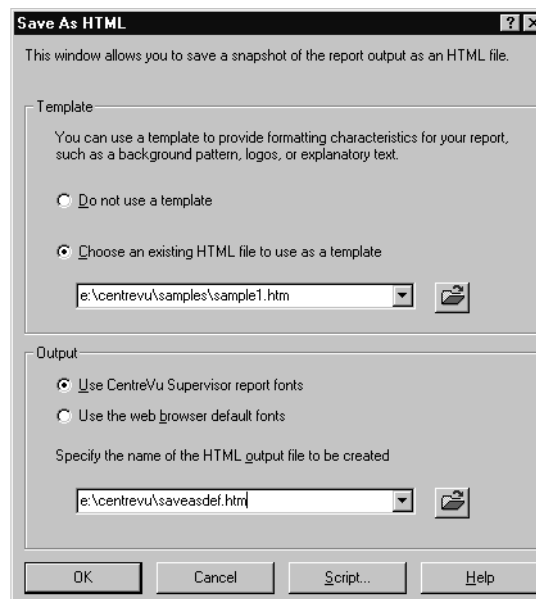 Save As HTML
This window allows you to save a snapshot of the report output as an HTML file.
Template
You can use a template to provide formatting characteristics for your report,
such as a background pattern, logos, or explanatory text.
Do not use a template
Choose an existing HTML file to use as a template
e:\centrevu\samples\sample1.htm
Output
Use CentreVu Supervisor report fonts
Use the web browser default fonts
Specify the name of the HTML output file to be created
e:\centrevu\saveasdef.htm
OK Cancel Script... Help